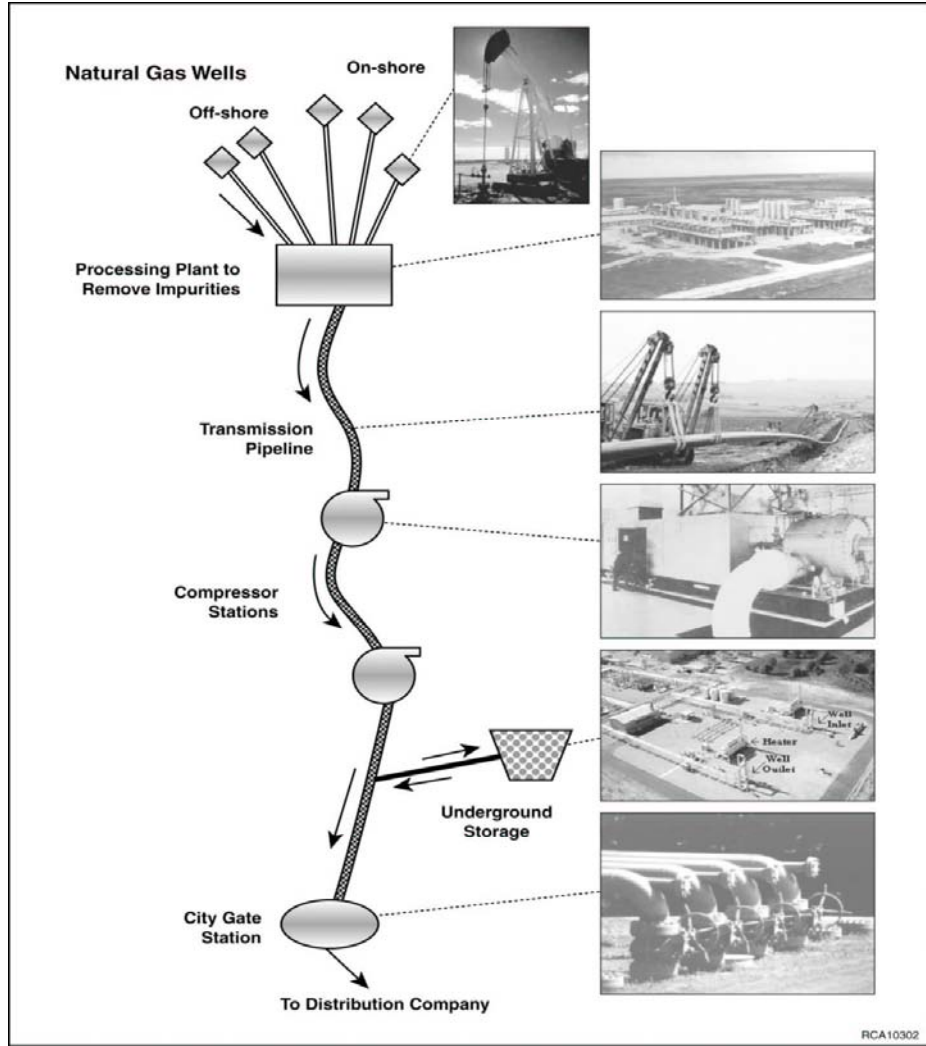 Natural Gas Wells
On-shore
Off-shore
Processing Plant to
Remove Impurities
Transmission
Pipeline
Compressor
Stations
Well
Inlet
Heater
Well
Outlet
Underground
Storage
City Gate
Station
To Distribution Company
RCA10302